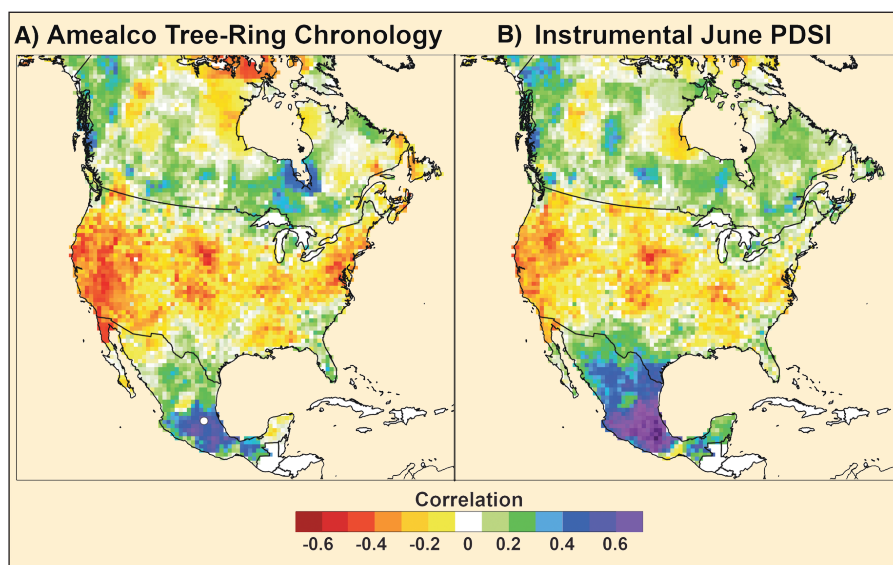 A) Amealco Tree-Ring Chronology
B) Instrumental June PDSI
Correlation
-0.6 -0.4 -0.2 0 0.2 0.4 0.6